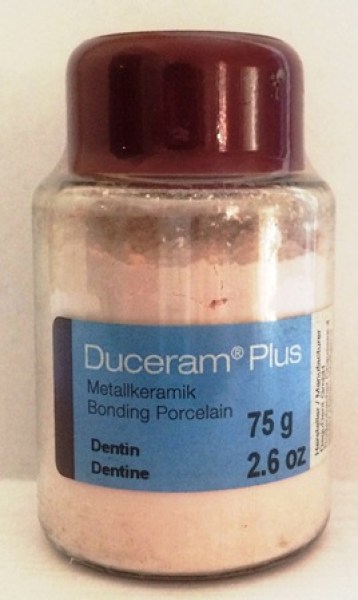 Duceram® Plus
Metallkeramik
Bonding Porcelain
75 g
Dentin
Dentine
2.6 oz
Hersteller / Manufacturer